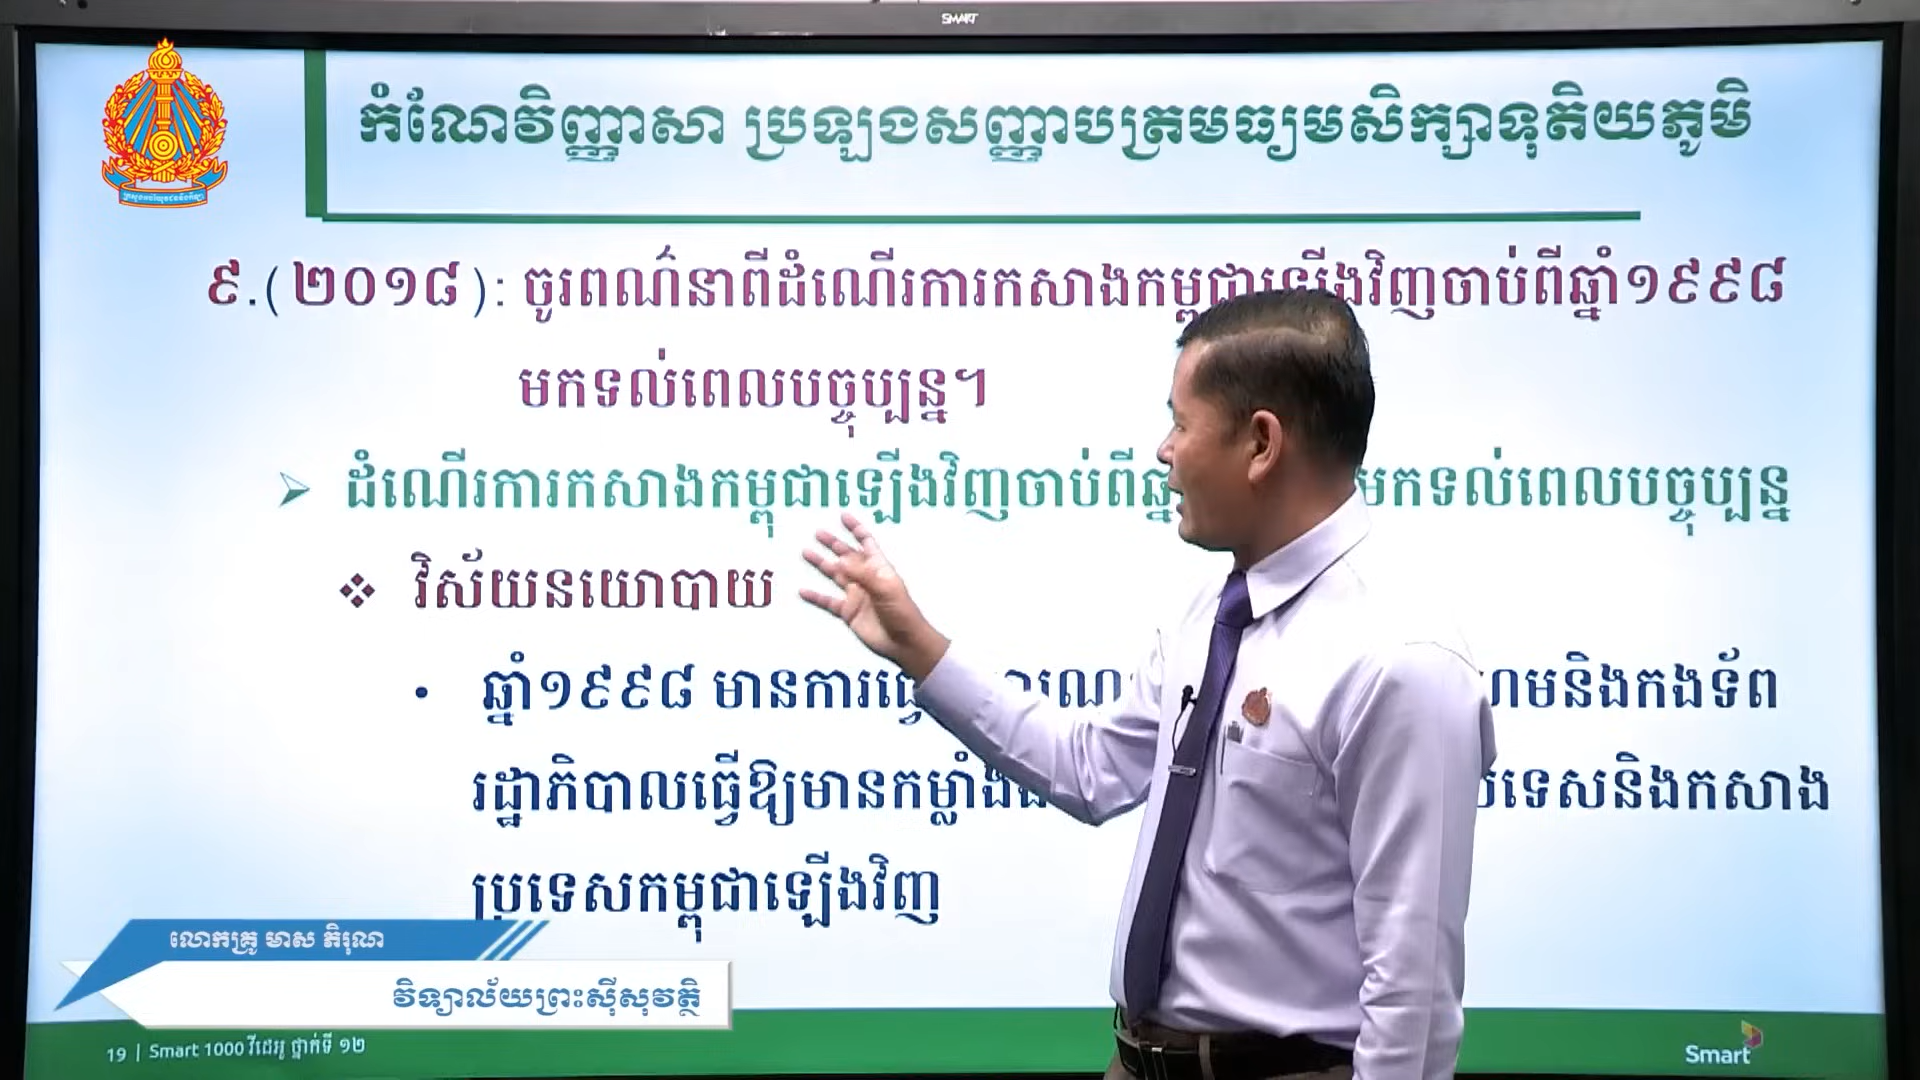 SMART
កំណែវិញ្ញាសា ប្រឡងសញ្ញាបត្រមធ្យមសិក្សាទុតិយភូមិ
៩.(២០១៨): ចូរពណ៌នាពីដំណើរការកសាងកម្ពុជាឡើងវិញចាប់ពីឆ្នាំ១៩៩៨
មកទល់ពេលបច្ចុប្បន្ន។
ដំណើរការកសាងកម្ពុជាឡើងវិញចាប់ពី មកទល់ពេលបច្ចុប្បន្ន
វិស័យនយោបាយ
ឆ្នាំ១៩៩៨ មានការ និងកងទ័ព
រដ្ឋាភិបាលធ្វើឱ្យមានកម្លាំង ទេសនិងកសាង
ប្រទេសកម្ពុជាឡើងវិញ
លោកគ្រូ មាស ភិរុណ
វិទ្យាល័យព្រះស៊ីសុវត្ថិ
19 | Smart 1000 វីដេអូ ថ្នាក់ទី ១២
Smart